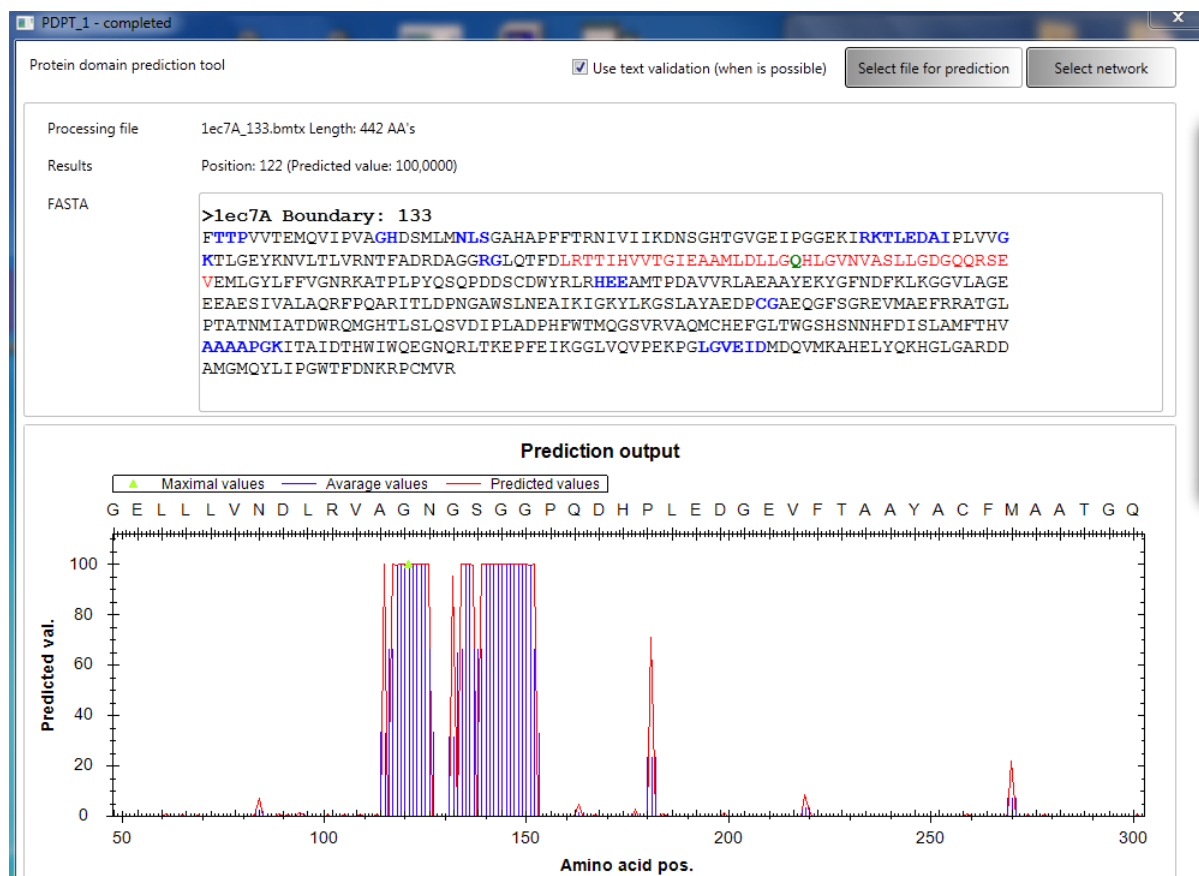 PDPT_1 - completed
x
Protein domain prediction tool
Use text validation (when is possible)
Select file for prediction
Select network
Processing file 1ec7A_133.bmtx Length: 442 AA's
Results Position: 122 (Predicted value: 100,0000)
FASTA
>1ec7A Boundary: 133
FTTPVVTEMQVIPVAGHDSMLMNLSGAHAPFFTRNIVIIKDNSGHTGVGEIPGGEKIRKTLEDAIPLVVG
KTLGEYKNVLTLVRNTFADRDAGGRGLQTFDLRTTIHVVTGIEAAMLDLLGQHLGVNVASLLGDGQQRSE
VEMLGYLFFVGNRKATPLPYQSQPDDSCDWYRLRHEEAMTPDAVVRLAEAAYEKYGFNDFKLKGGVLAGE
EEAESIVALAQRFPQARITLDPNGAWSLNEAIKIGKYLKGSLAYAEDPCGAEQGFSGREVMAEFRRATGL
PTATNMIATDWRQMGHTLSLQSVDIPLADPHFWTMQGSVRVAQMCHEFGLTWGSHSNNHFDISLAMFTHV
AAAAPGKITAIDTHWIWQEGNQRLTKEPFEIKGGLVQVPEKPGLGVEIDMDQVMKAHELYQKHGLGARDD
AMGMQYLIPGWTFDNKRPCMVR
Prediction output
Maximal values Avarage values Predicted values
G E L L L V N D L R V A G N G S G G P Q D H P L E D G E V F T A A Y A C F M A A T G Q
100
80
60
40
20
0
Predicted val.
50 100 150 200 250 300
Amino acid pos.